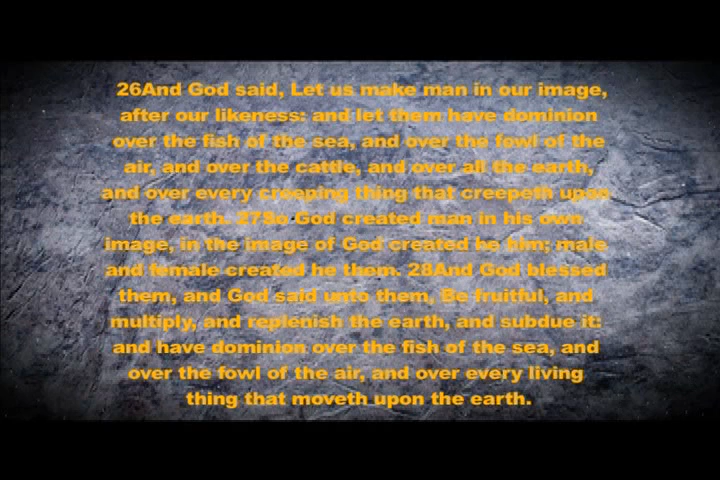 26And God said, Let us make man in our image,
after our likeness: and let them have dominion
over the fish of the sea, and over the fowl of the
air, and over the cattle, and over all the earth,
and over every creeping thing that creepeth upon
the earth. 27So God created man in his own
image, in the image of God created he him; male
and female created he them. 28And God blessed
them, and God said unto them, Be fruitful, and
multiply, and replenish the earth, and subdue it:
and have dominion over the fish of the sea, and
over the fowl of the air, and over every living
thing that moveth upon the earth.